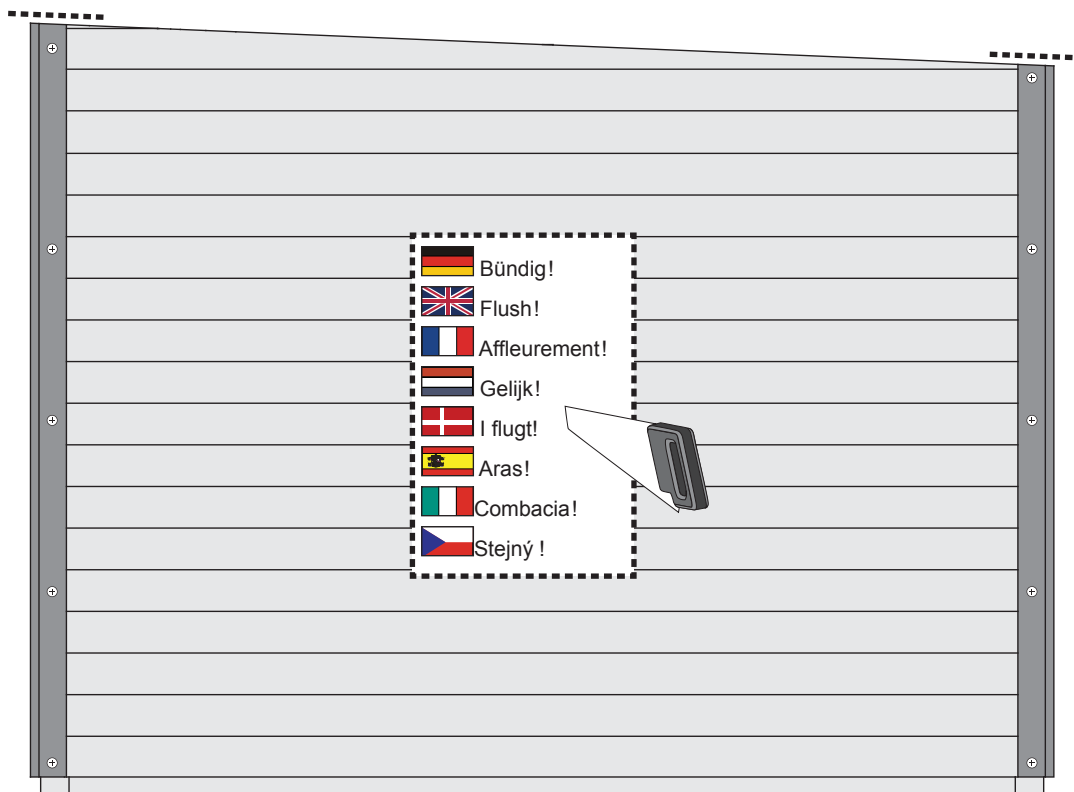 Bündig!
Flush!
Affleurement!
Gelijk!
I flugt!
Aras!
Combacia!
Stejný !